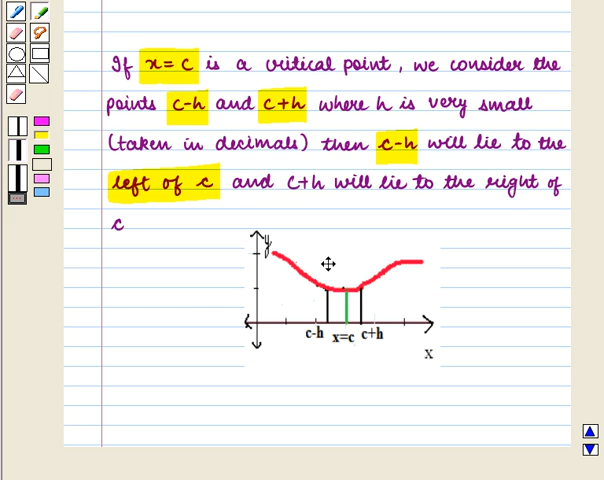 If x = c is a critical point, we consider the
points c-h and c+h where h is very small
(taken in decimals) then c-h will lie to the
left of c and c+h will lie to the right of
c
y
c-h x=c c+h
x